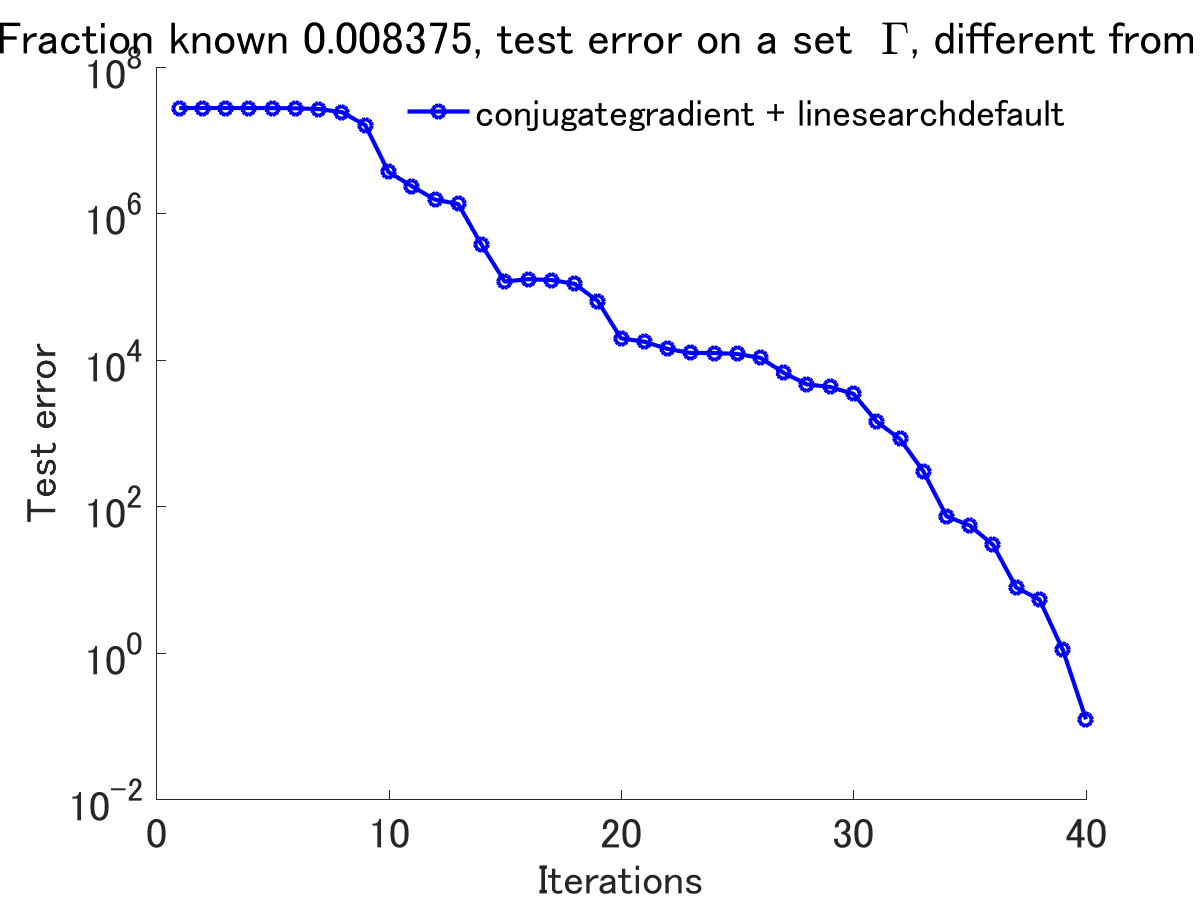 Fraction known 0.008375, test error on a set Γ, different from
10^8
conjugategradient + linesearchdefault
10^6
10^4
Test error
10^2
10^0
10^-2
0 10 20 30 40
Iterations